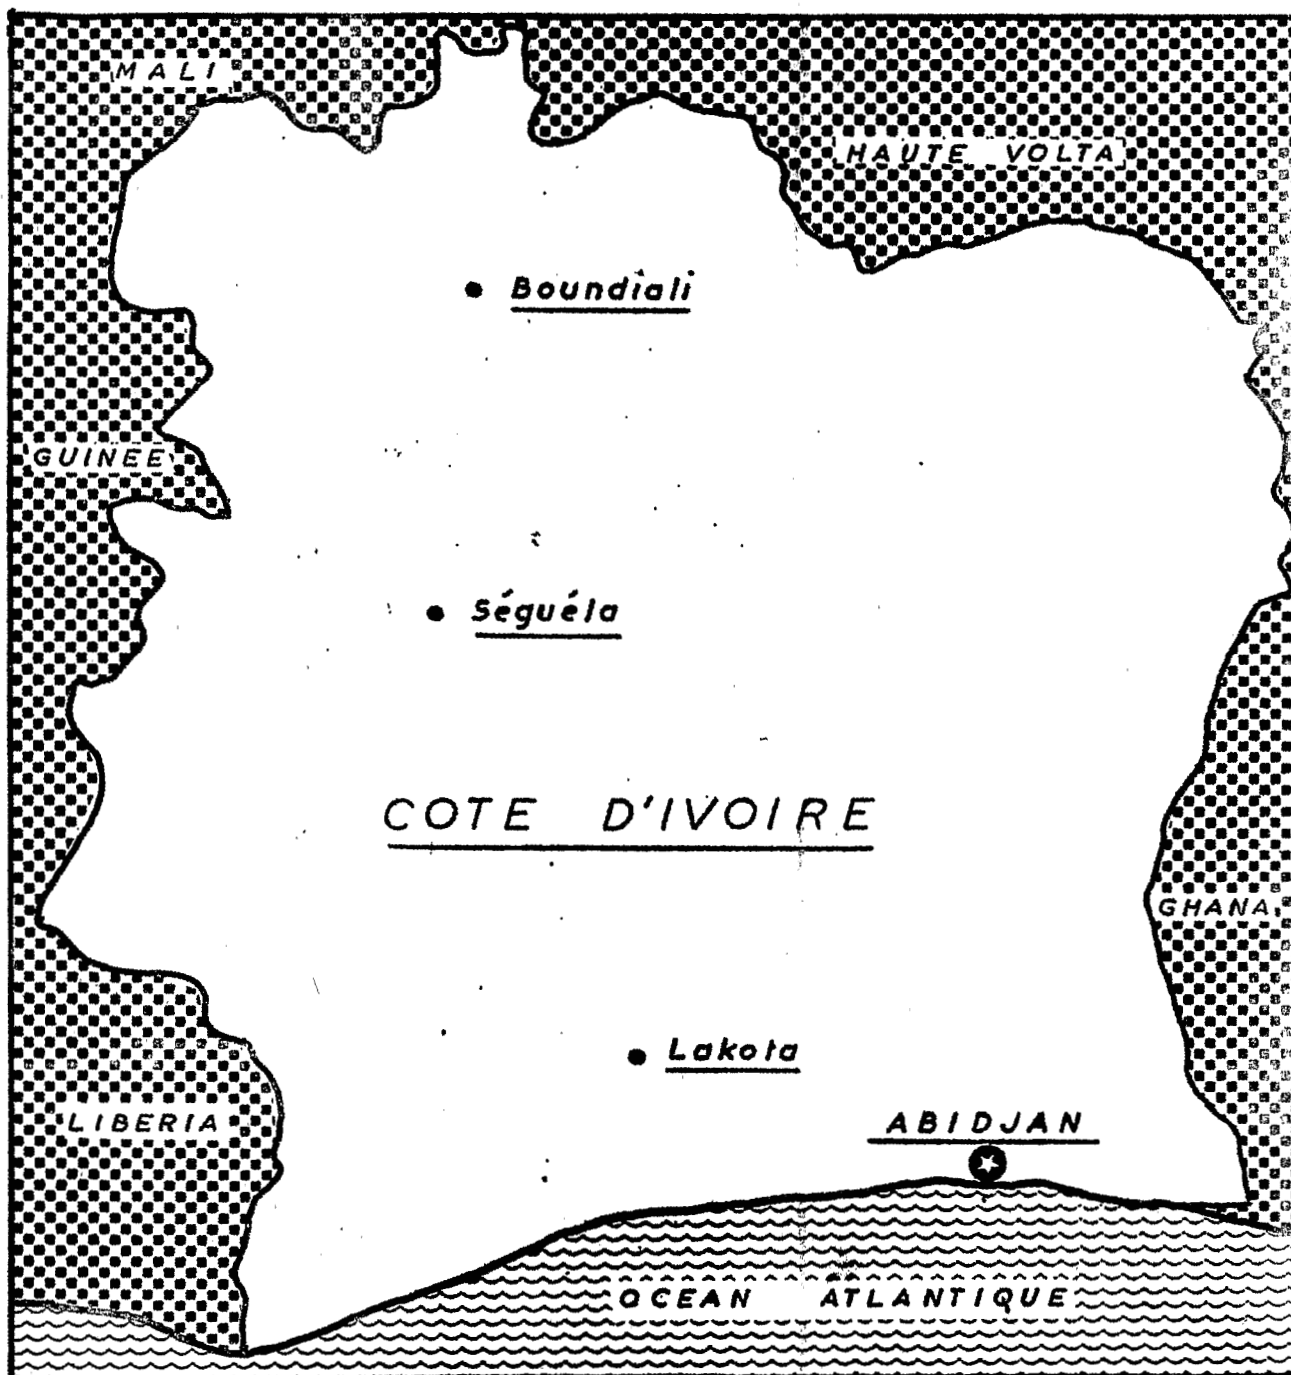 MALI
HAUTE VOLTA
Boundiali
GUINEE
Séguéla
COTE D'IVOIRE
GHANA
Lakota
LIBERIA
ABIDJAN
OCEAN ATLANTIQUE